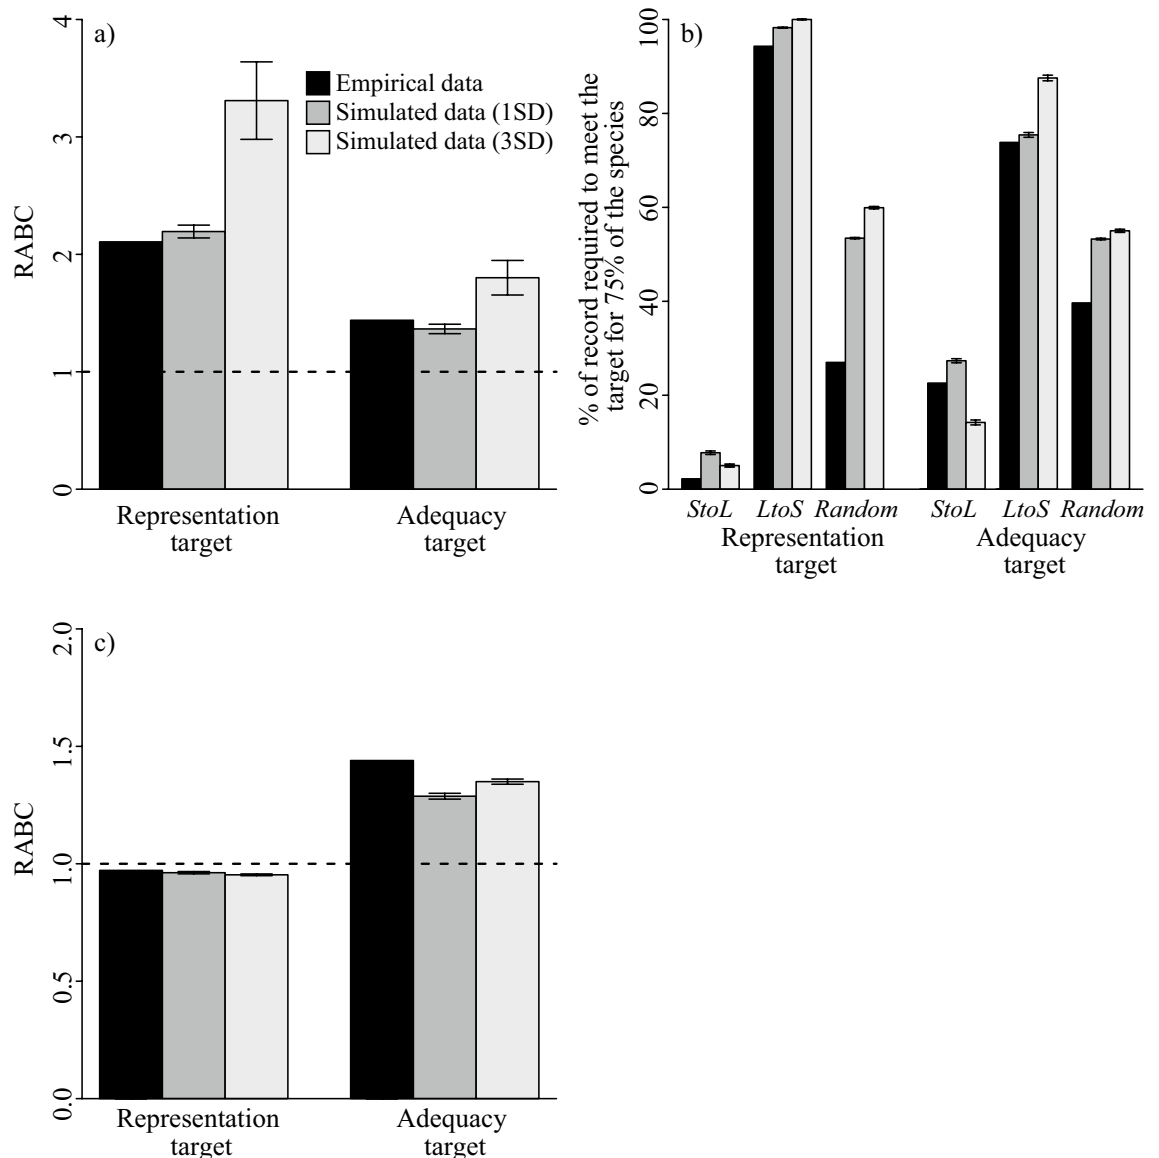 a)
RABC
4
3
2
1
0
Empirical data
Simulated data (1SD)
Simulated data (3SD)
Representation
target
Adequacy
target
b)
% of record required to meet the
target for 75% of the species
100
80
60
40
20
0
StoL LtoS Random StoL LtoS Random
Representation
target
Adequacy
target
c)
RABC
2.0
1.5
1.0
0.5
0.0
Representation
target
Adequacy
target